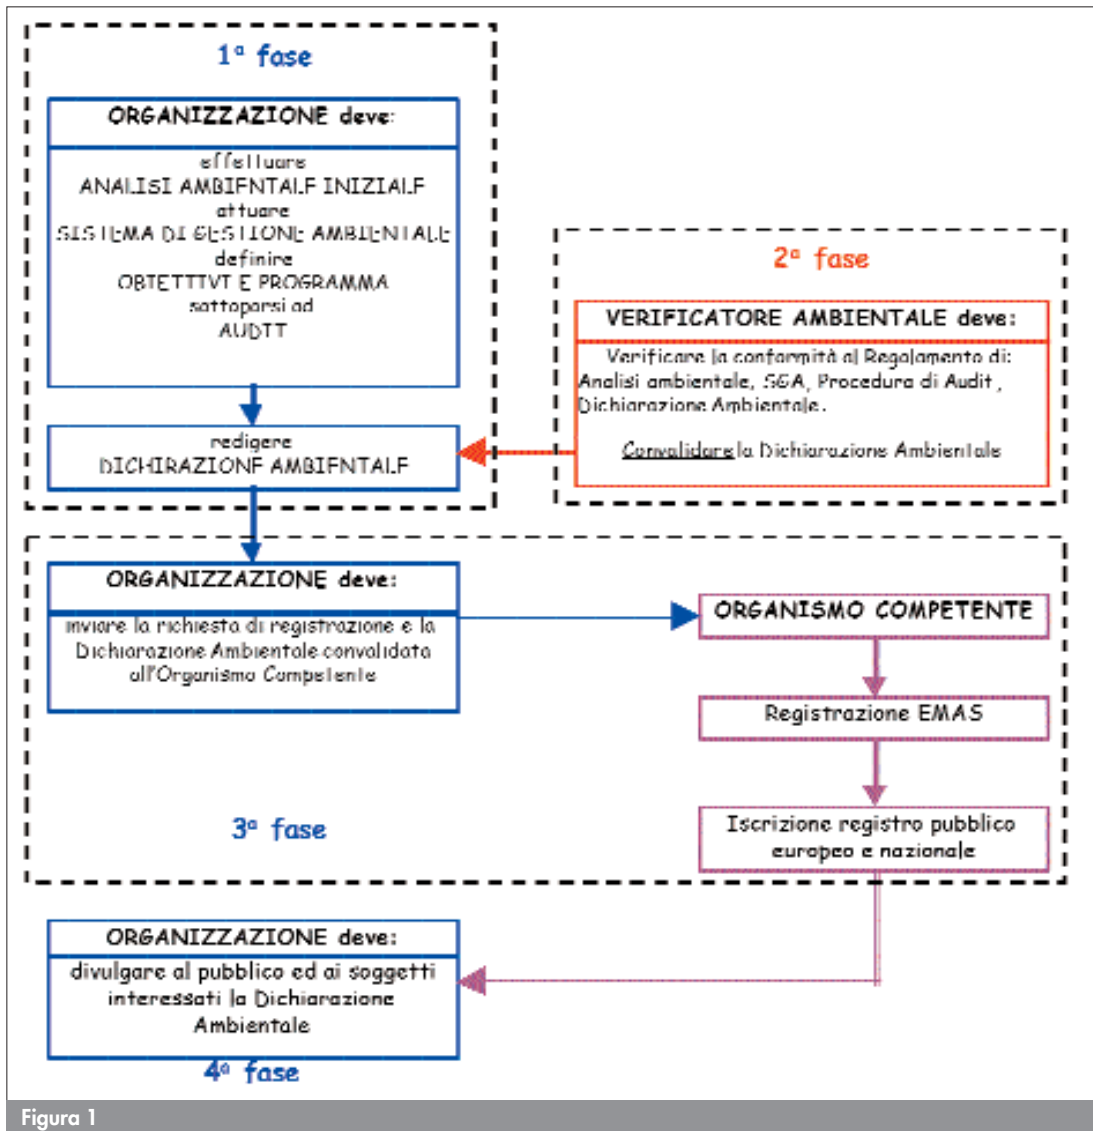 1ª fase
ORGANIZZAZIONE deve:
effettuare
ANALISI AMBIENTALE INIZIALE
attuare
SISTEMA DI GESTIONE AMBIENTALE
definire
OBIETTIVI E PROGRAMMA
sottoporsi ad
AUDIT
redigere
DICHIRAZIONE AMBIENTALE
2ª fase
VERIFICATORE AMBIENTALE deve:
Verificare la conformità al Regolamento di:
Analisi ambientale, SGA, Procedura di Audit,
Dichiarazione Ambientale.
Convalidare la Dichiarazione Ambientale
ORGANIZZAZIONE deve:
inviare la richiesta di registrazione e la
Dichiarazione Ambientale convalidata
all'Organismo Competente
ORGANISMO COMPETENTE
Registrazione EMAS
Iscrizione registro pubblico
europeo e nazionale
3ª fase
ORGANIZZAZIONE deve:
divulgare al pubblico ed ai soggetti
interessati la Dichiarazione
Ambientale
4ª fase
Figura 1